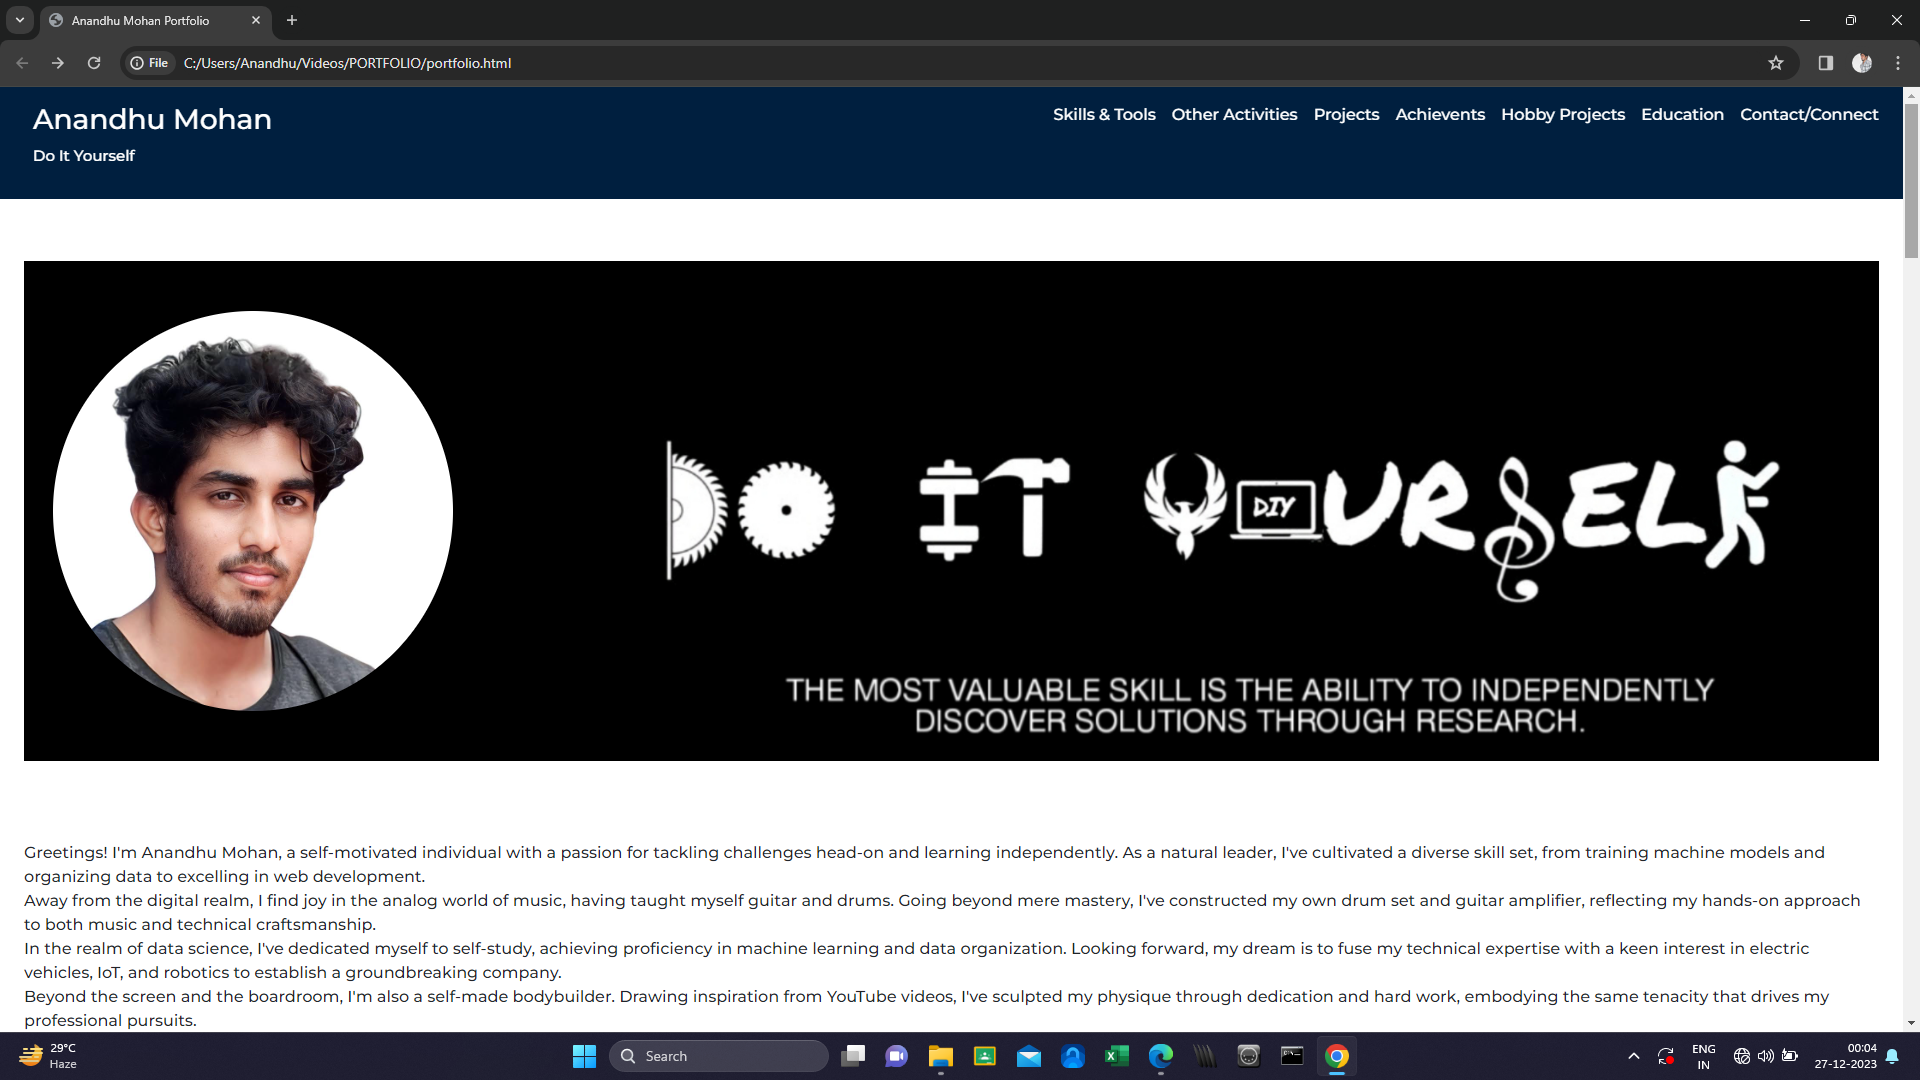 Anandhu Mohan Portfolio
File C:/Users/Anandhu/Videos/PORTFOLIO/portfolio.html
Anandhu Mohan
Do It Yourself
Skills & Tools Other Activities Projects Achievents Hobby Projects Education Contact/Connect
DO IT YOURSELF
DIY
THE MOST VALUABLE SKILL IS THE ABILITY TO INDEPENDENTLY
DISCOVER SOLUTIONS THROUGH RESEARCH.
Greetings! I'm Anandhu Mohan, a self-motivated individual with a passion for tackling challenges head-on and learning independently. As a natural leader, I've cultivated a diverse skill set, from training machine models and
organizing data to excelling in web development.
Away from the digital realm, I find joy in the analog world of music, having taught myself guitar and drums. Going beyond mere mastery, I've constructed my own drum set and guitar amplifier, reflecting my hands-on approach
to both music and technical craftsmanship.
In the realm of data science, I've dedicated myself to self-study, achieving proficiency in machine learning and data organization. Looking forward, my dream is to fuse my technical expertise with a keen interest in electric
vehicles, IoT, and robotics to establish a groundbreaking company.
Beyond the screen and the boardroom, I'm also a self-made bodybuilder. Drawing inspiration from YouTube videos, I've sculpted my physique through dedication and hard work, embodying the same tenacity that drives my
professional pursuits.
29°C
Haze
Search
ENG
IN
00:04
27-12-2023